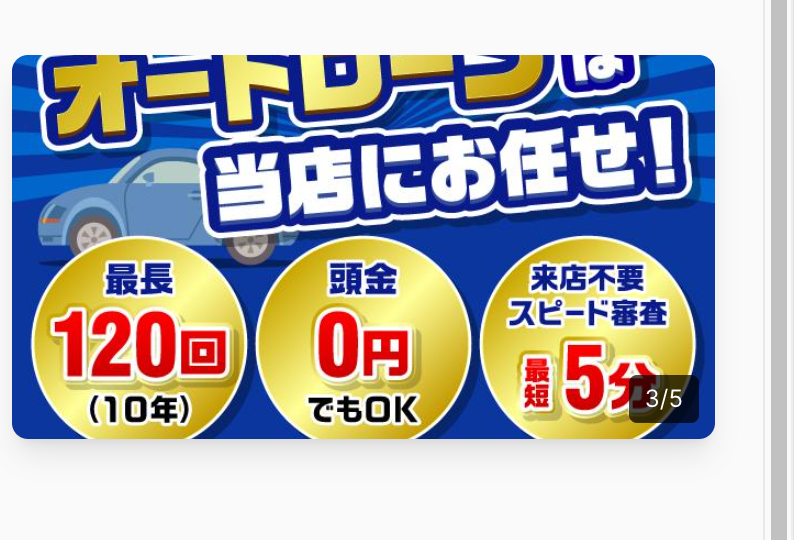 オートローンは
当店にお任せ!
最長
120回
(10年)
頭金
0円
でもOK
来店不要
スピード審査
最短5分
3/5